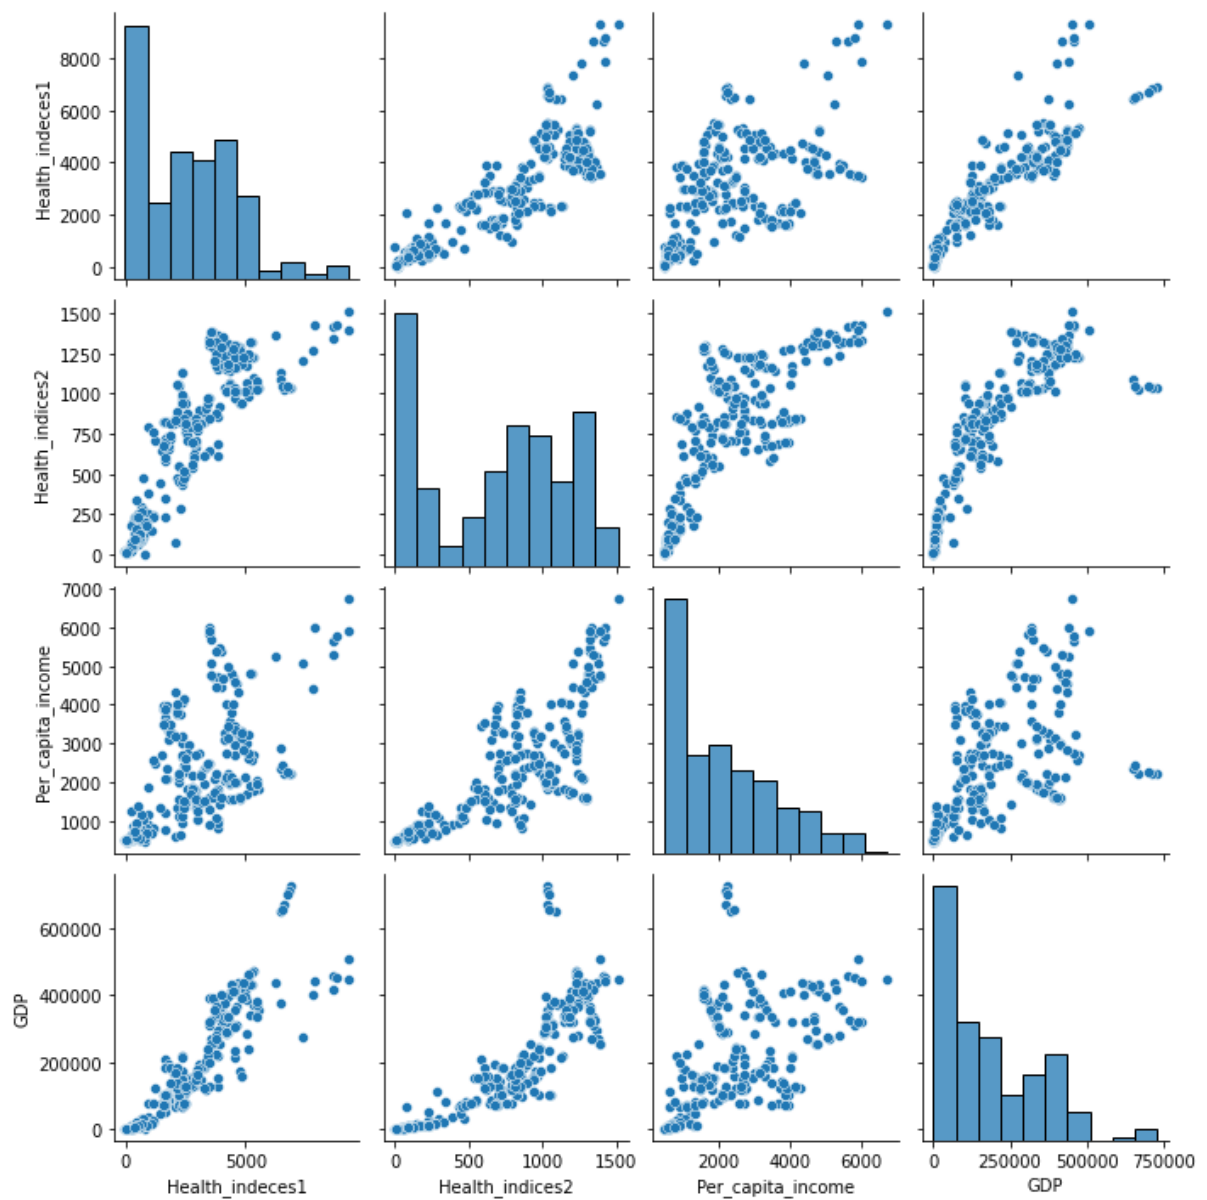 Health_indeces1
8000
6000
4000
2000
0
Health_indices2
1500
1250
1000
750
500
250
0
Per_capita_income
7000
6000
5000
4000
3000
2000
1000
GDP
600000
400000
200000
0
0 5000
0 500 1000 1500
2000 4000 6000
0 250000 500000 750000
Health_indeces1
Health_indices2
Per_capita_income
GDP